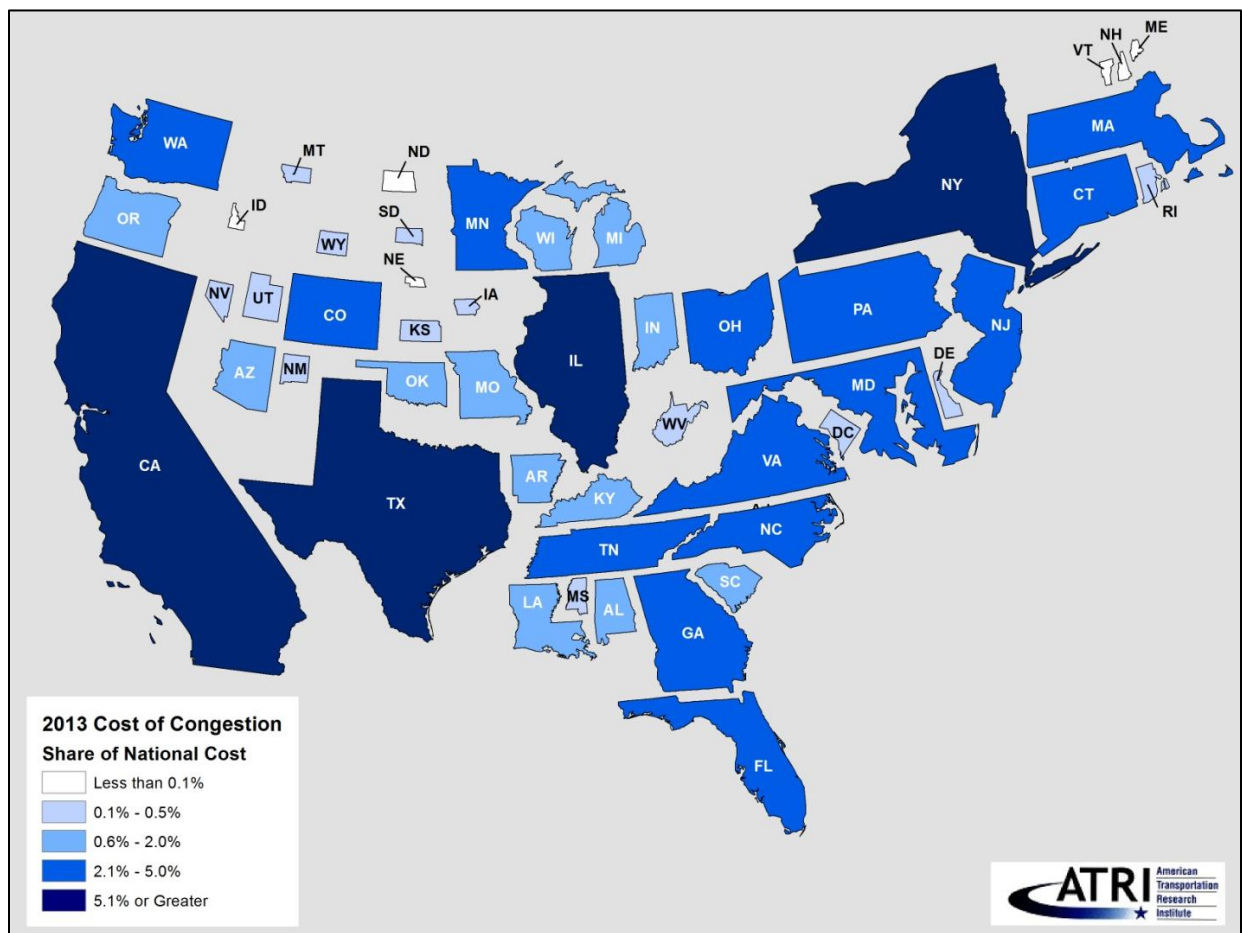 ME
NH
VT
WA
MA
MT
ND
NY
CT
ID
SD
OR
MN
RI
WY
WI
MI
NE
NV
UT
IA
CO
KS
IN
OH
PA
NJ
IL
DE
AZ
NM
OK
MO
MD
WV
DC
CA
VA
TX
AR
KY
NC
TN
SC
MS
LA
AL
GA
FL
2013 Cost of Congestion
Share of National Cost
Less than 0.1%
0.1% - 0.5%
0.6% - 2.0%
2.1% - 5.0%
5.1% or Greater
ATRI
American
Transportation
Research
Institute